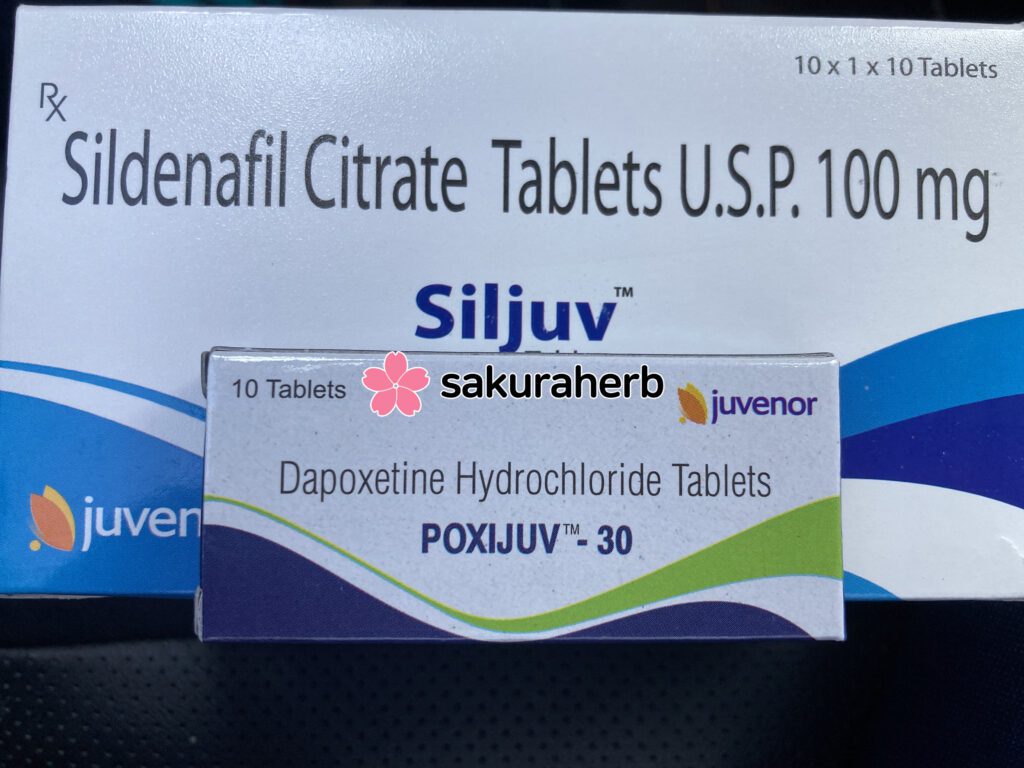 10 x 1 x 10 Tablets
Rx
Sildenafil Citrate Tablets U.S.P. 100 mg
Siljuv™
10 Tablets
sakuraherb
juvenor
Dapoxetine Hydrochloride Tablets
POXIJUV™- 30
juven